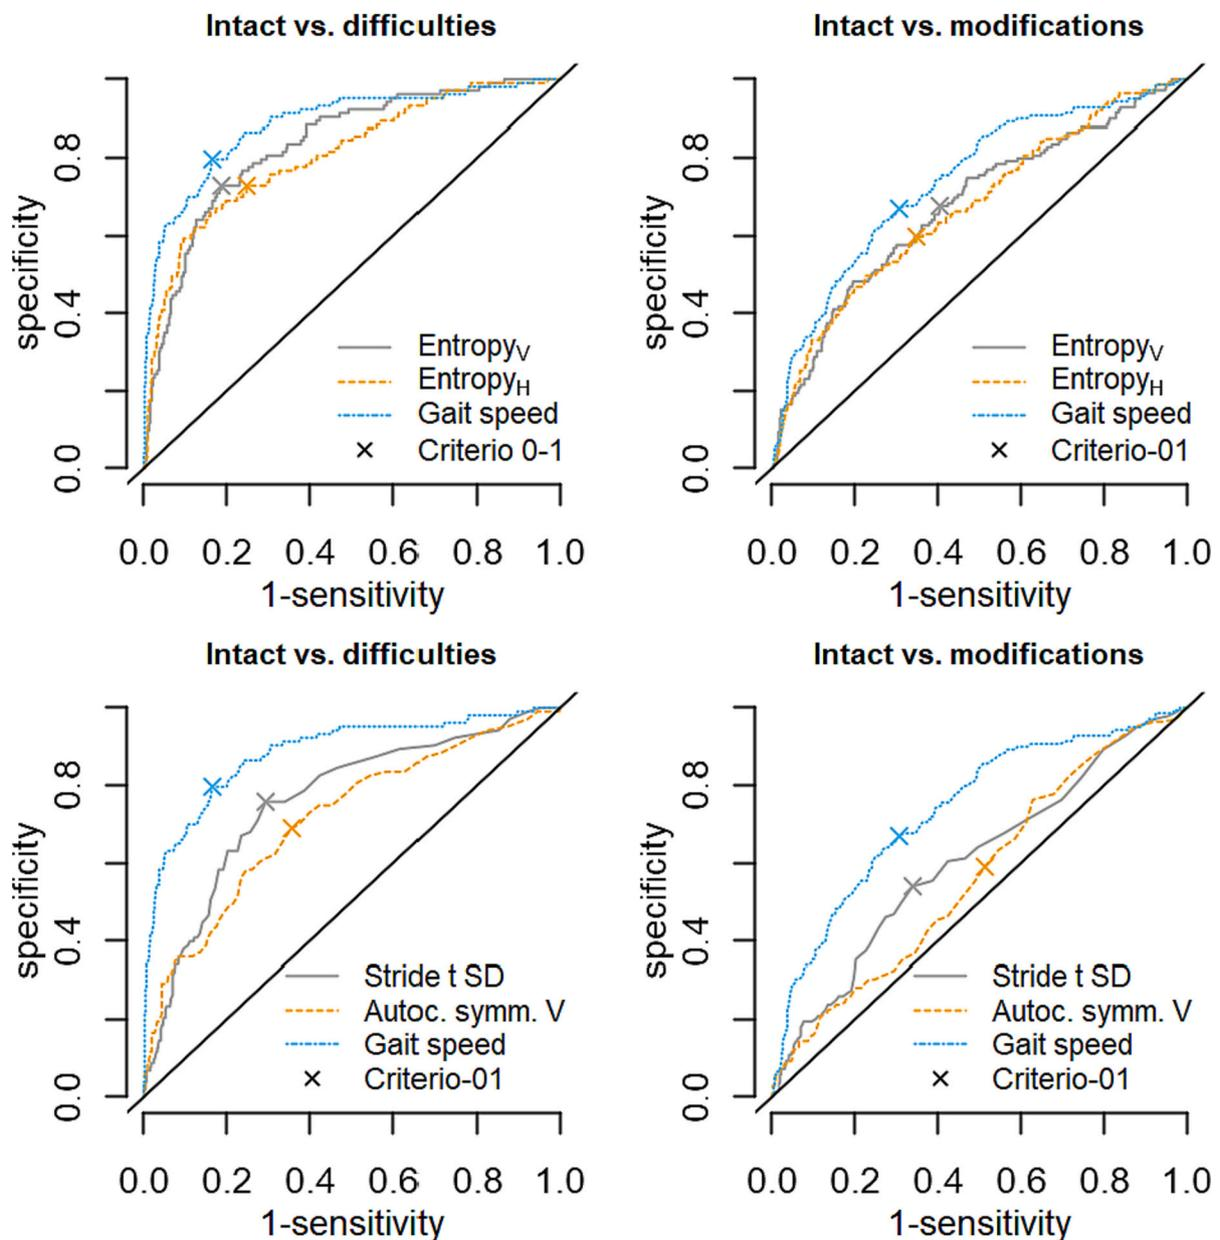 Intact vs. difficulties
specificity
0.0 0.4 0.8
Entropy_V
Entropy_H
Gait speed
Criterio 0-1
0.0 0.2 0.4 0.6 0.8 1.0
1-sensitivity
Intact vs. modifications
specificity
0.0 0.4 0.8
Entropy_V
Entropy_H
Gait speed
Criterio-01
0.0 0.2 0.4 0.6 0.8 1.0
1-sensitivity
Intact vs. difficulties
specificity
0.0 0.4 0.8
Stride t SD
Autoc. symm. V
Gait speed
Criterio-01
0.0 0.2 0.4 0.6 0.8 1.0
1-sensitivity
Intact vs. modifications
specificity
0.0 0.4 0.8
Stride t SD
Autoc. symm. V
Gait speed
Criterio-01
0.0 0.2 0.4 0.6 0.8 1.0
1-sensitivity